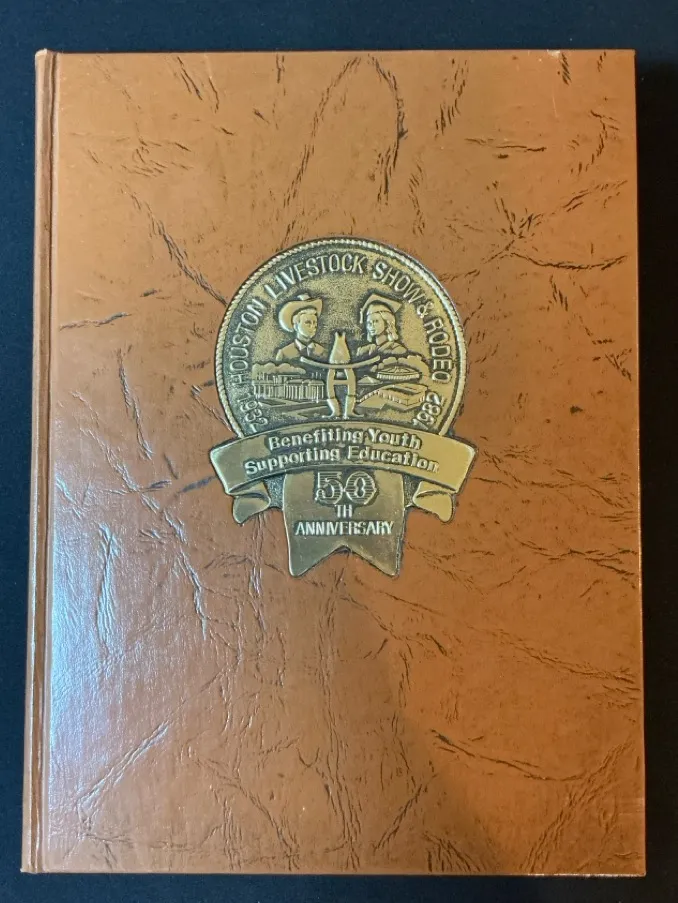 HOUSTON LIVESTOCK SHOW & RODEO
1932 1982
Benefiting Youth
Supporting Education
50
TH
ANNIVERSARY